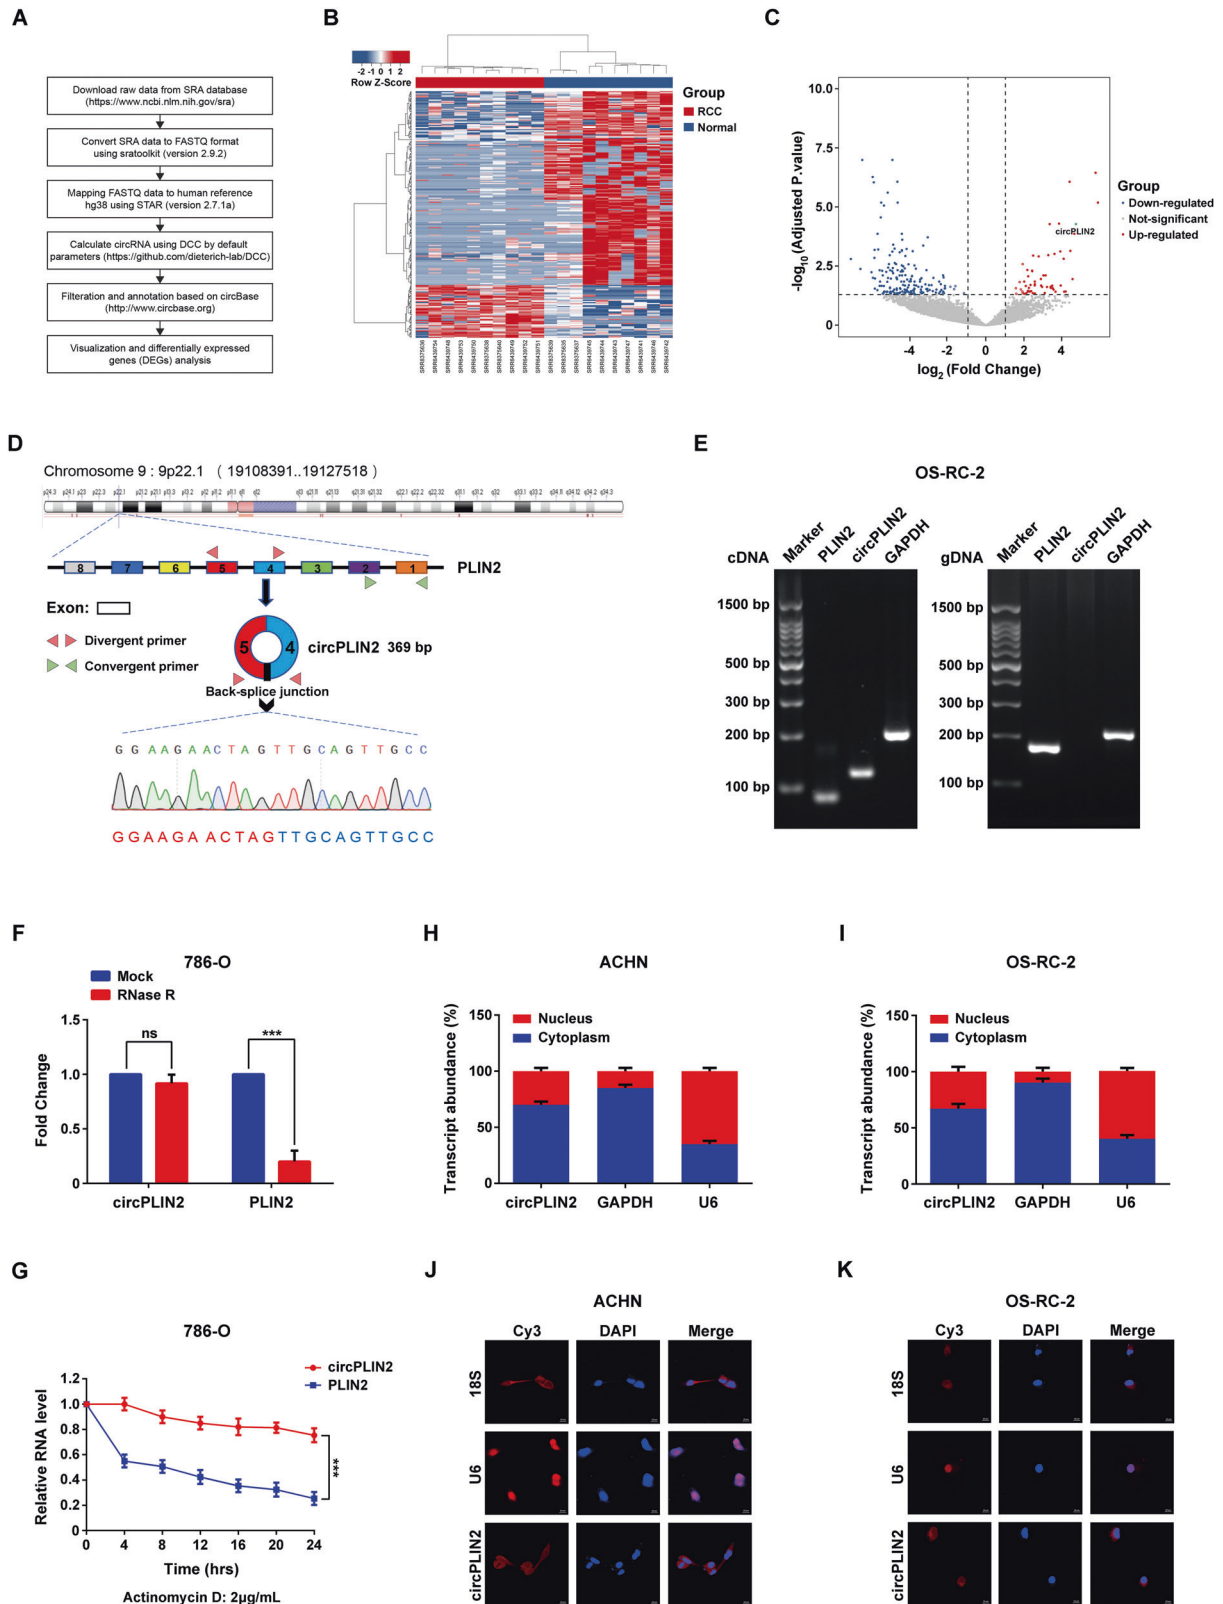 A
Download raw data from SRA database
(https://www.ncbi.nlm.nih.gov/sra)
Convert SRA data to FASTQ format
using sratoolkit (version 2.9.2)
Mapping FASTQ data to human reference
hg38 using STAR (version 2.7.1a)
Calculate circRNA using DCC by default
parameters (https://github.com/dieterich-lab/DCC)
Filteration and annotation based on circBase
(http://www.circbase.org)
Visualization and differentially expressed
genes (DEGs) analysis
B
-2 -1 0 1 2
Row Z-Score
Group
RCC
Normal
C
10.0
7.5
5.0
2.5
0
-log10 (Adjusted P.value)
circPLIN2
-4 -2 0 2 4
log2 (Fold Change)
Group
Down-regulated
Not-significant
Up-regulated
D
Chromosome 9 : 9p22.1 ( 19108391..19127518 )
8 7 6 5 4 3 2 1 PLIN2
Exon:
Divergent primer
Convergent primer
5 4 circPLIN2 369 bp
Back-splice junction
G G A A G A A C T A G T T G C A G T T G C C
G G A A G A A C T A G T T G C A G T T G C C
E
OS-RC-2
cDNA Marker PLIN2 circPLIN2 GAPDH
1500 bp
500 bp
300 bp
200 bp
100 bp
gDNA Marker PLIN2 circPLIN2 GAPDH
1500 bp
500 bp
300 bp
200 bp
100 bp
F
786-O
Mock
RNase R
1.5
1.0
0.5
0
Fold Change
ns
***
circPLIN2 PLIN2
H
ACHN
150
100
50
0
Transcript abundance (%)
Nucleus
Cytoplasm
circPLIN2 GAPDH U6
I
OS-RC-2
150
100
50
0
Transcript abundance (%)
Nucleus
Cytoplasm
circPLIN2 GAPDH U6
G
786-O
circPLIN2
PLIN2
1.2
1.0
0.8
0.6
0.4
0.2
0
Relative RNA level
***
0 4 8 12 16 20 24
Time (hrs)
Actinomycin D: 2μg/mL
J
ACHN
Cy3 DAPI Merge
18S
U6
circPLIN2
K
OS-RC-2
Cy3 DAPI Merge
18S
U6
circPLIN2